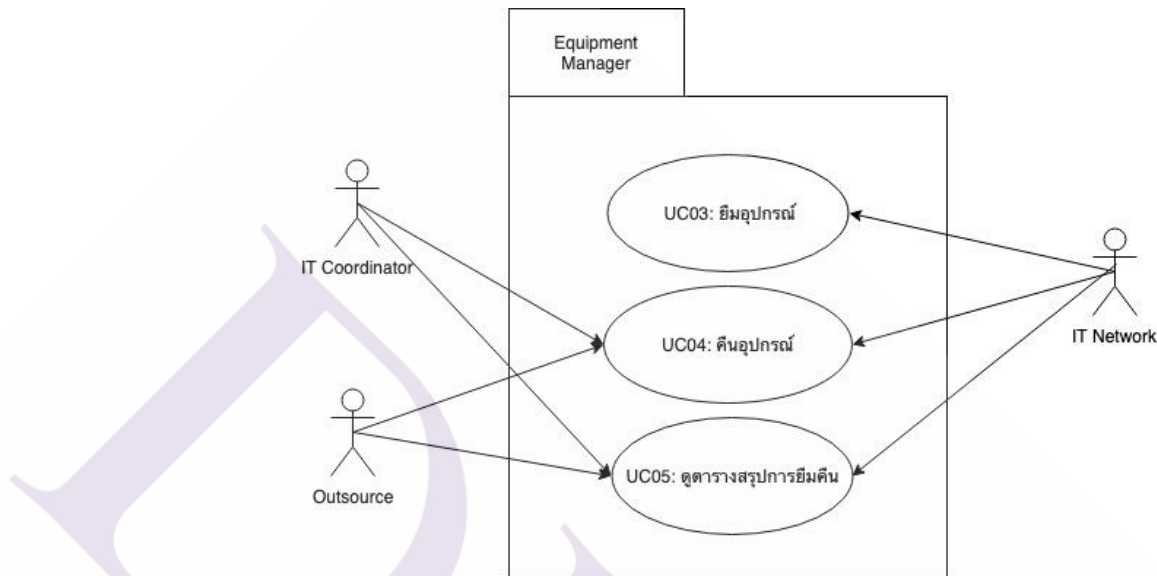 Equipment
Manager
UC03: ยืมอุปกรณ์
IT Coordinator
IT Network
UC04: คืนอุปกรณ์
UC05: ดูตารางสรุปการยืมคืน
Outsource